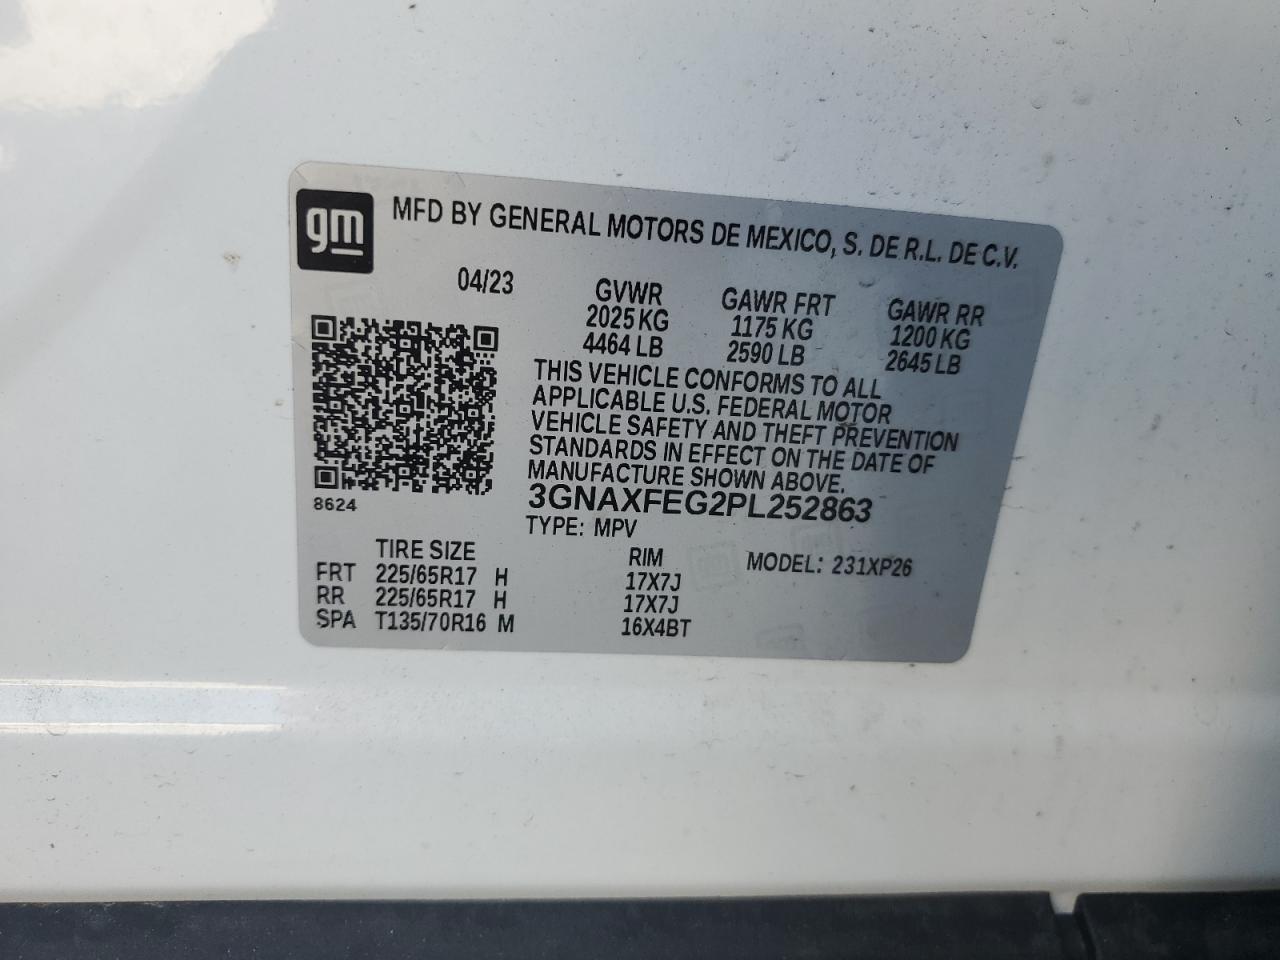 gm
MFD BY GENERAL MOTORS DE MEXICO, S. DE R.L. DE C.V.
04/23
GVWR GAWR FRT GAWR RR
2025 KG 1175 KG 1200 KG
4464 LB 2590 LB 2645 LB
THIS VEHICLE CONFORMS TO ALL
APPLICABLE U.S. FEDERAL MOTOR
VEHICLE SAFETY AND THEFT PREVENTION
STANDARDS IN EFFECT ON THE DATE OF
MANUFACTURE SHOWN ABOVE.
8624
3GNAXFEG2PL252863
TYPE: MPV
TIRE SIZE RIM MODEL: 231XP26
FRT 225/65R17 H 17X7J
RR 225/65R17 H 17X7J
SPA T135/70R16 M 16X4BT